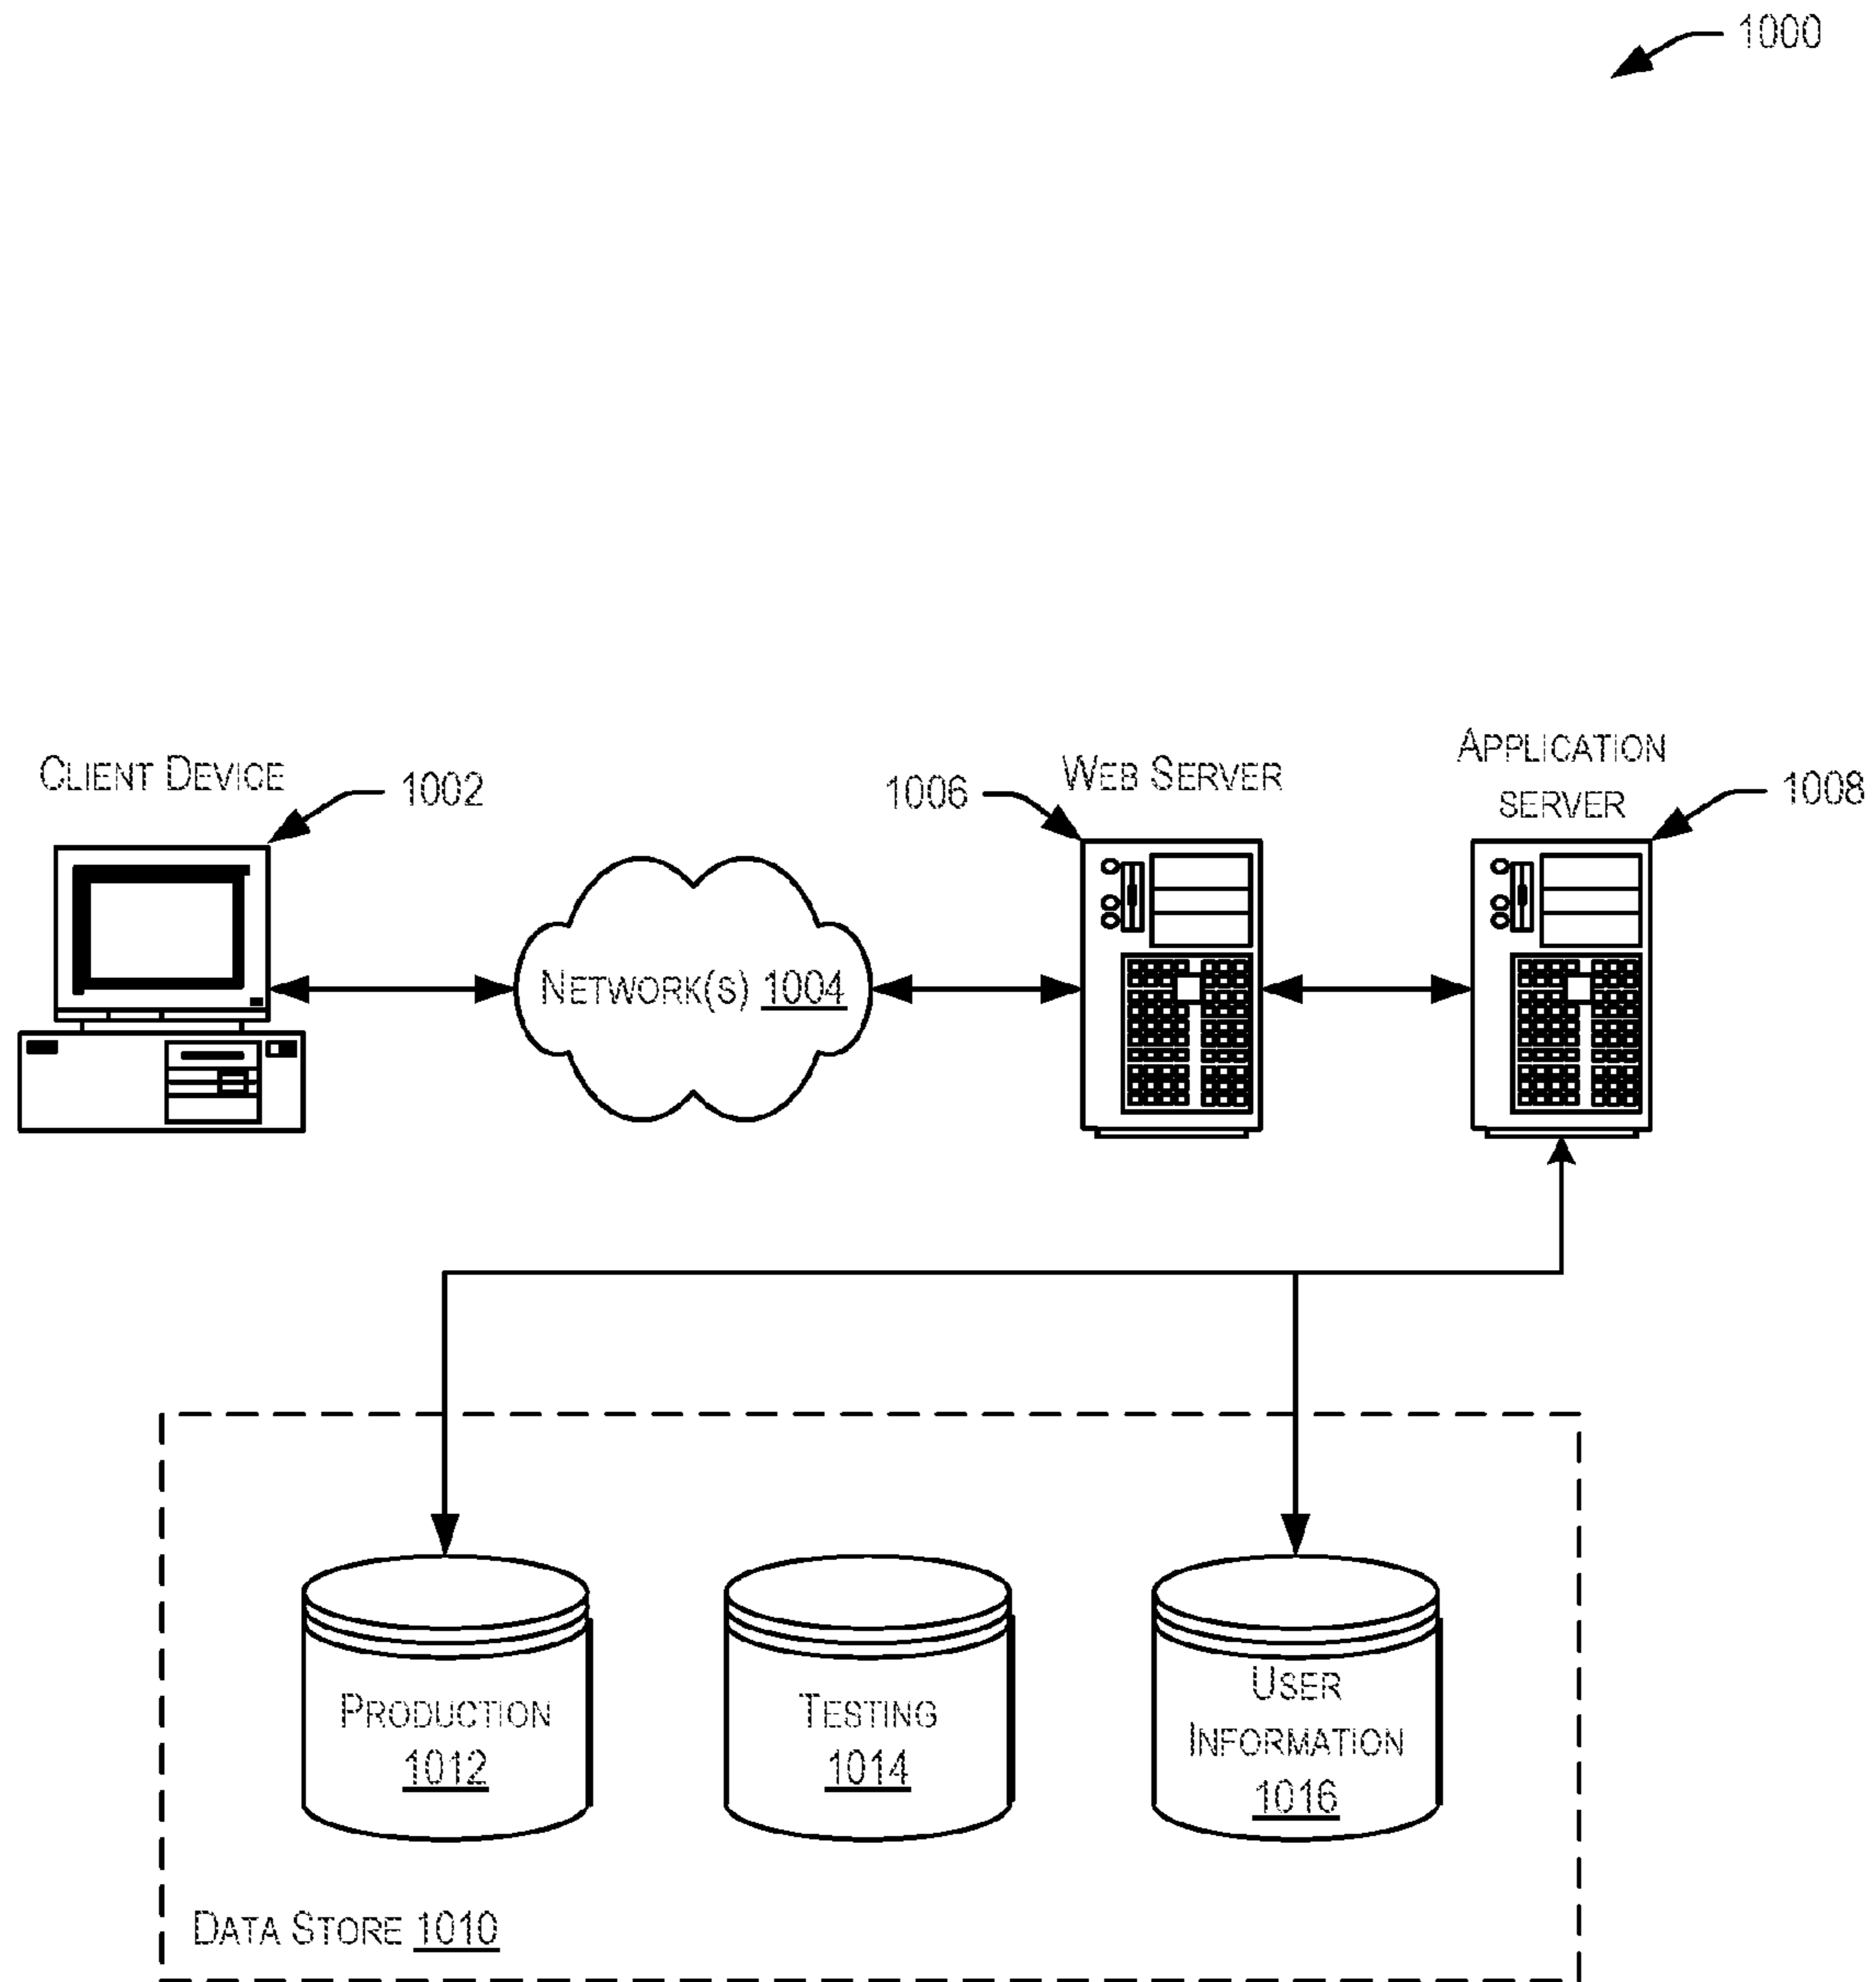 1000
CLIENT DEVICE
1002
1006
WEB SERVER
APPLICATION
SERVER
1008
NETWORK(S) 1004
PRODUCTION
1012
TESTING
1014
USER
INFORMATION
1016
DATA STORE 1010